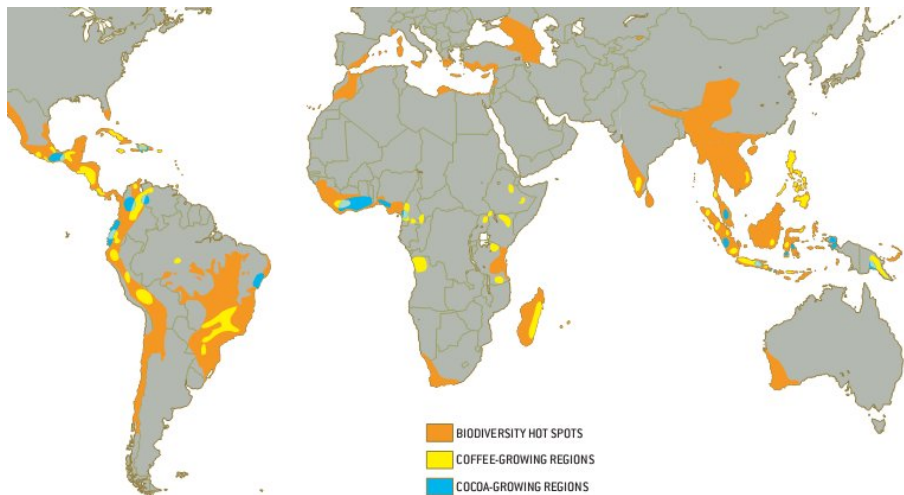 BIODIVERSITY HOT SPOTS
COFFEE-GROWING REGIONS
COCOA-GROWING REGIONS